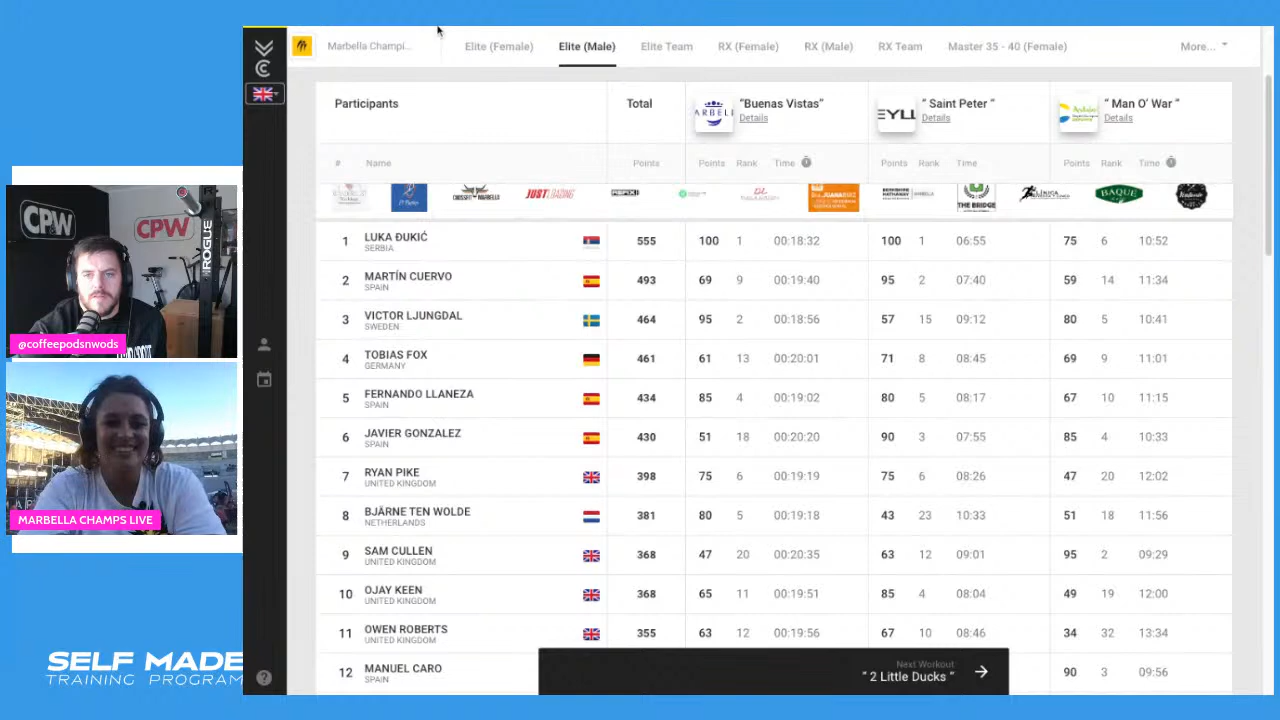 Marbella Champi...
Elite (Female)
Elite (Male)
Elite Team
RX (Female)
RX (Male)
RX Team
Master 35 - 40 (Female)
More...
Participants
Total
"Buenas Vistas"
Details
" Saint Peter "
Details
" Man O' War "
Details
ARBELL
EYLL
# Name Points Points Rank Time Points Rank Time Points Rank Time
JUST LOADING
THE BRIDGE
BAQUE
1 LUKA ĐUKIĆ 555 100 1 00:18:32 100 1 06:55 75 6 10:52
SERBIA
2 MARTÍN CUERVO 493 69 9 00:19:40 95 2 07:40 59 14 11:34
SPAIN
3 VICTOR LJUNGDAL 464 95 2 00:18:56 57 15 09:12 80 5 10:41
SWEDEN
4 TOBIAS FOX 461 61 13 00:20:01 71 8 08:45 69 9 11:01
GERMANY
5 FERNANDO LLANEZA 434 85 4 00:19:02 80 5 08:17 67 10 11:15
SPAIN
6 JAVIER GONZALEZ 430 51 18 00:20:20 90 3 07:55 85 4 10:33
SPAIN
7 RYAN PIKE 398 75 6 00:19:19 75 6 08:26 47 20 12:02
UNITED KINGDOM
8 BJÄRNE TEN WOLDE 381 80 5 00:19:18 43 23 10:33 51 18 11:56
NETHERLANDS
9 SAM CULLEN 368 47 20 00:20:35 63 12 09:01 95 2 09:29
UNITED KINGDOM
10 OJAY KEEN 368 65 11 00:19:51 85 4 08:04 49 19 12:00
UNITED KINGDOM
11 OWEN ROBERTS 355 63 12 00:19:56 67 10 08:46 34 32 13:34
UNITED KINGDOM
12 MANUEL CARO 90 3 09:56
SPAIN
Next Workout
" 2 Little Ducks "
CPW
CPW
ROGUE
@coffeepodsnwods
MARBELLA CHAMPS LIVE
SELF MADE
TRAINING PROGRAM